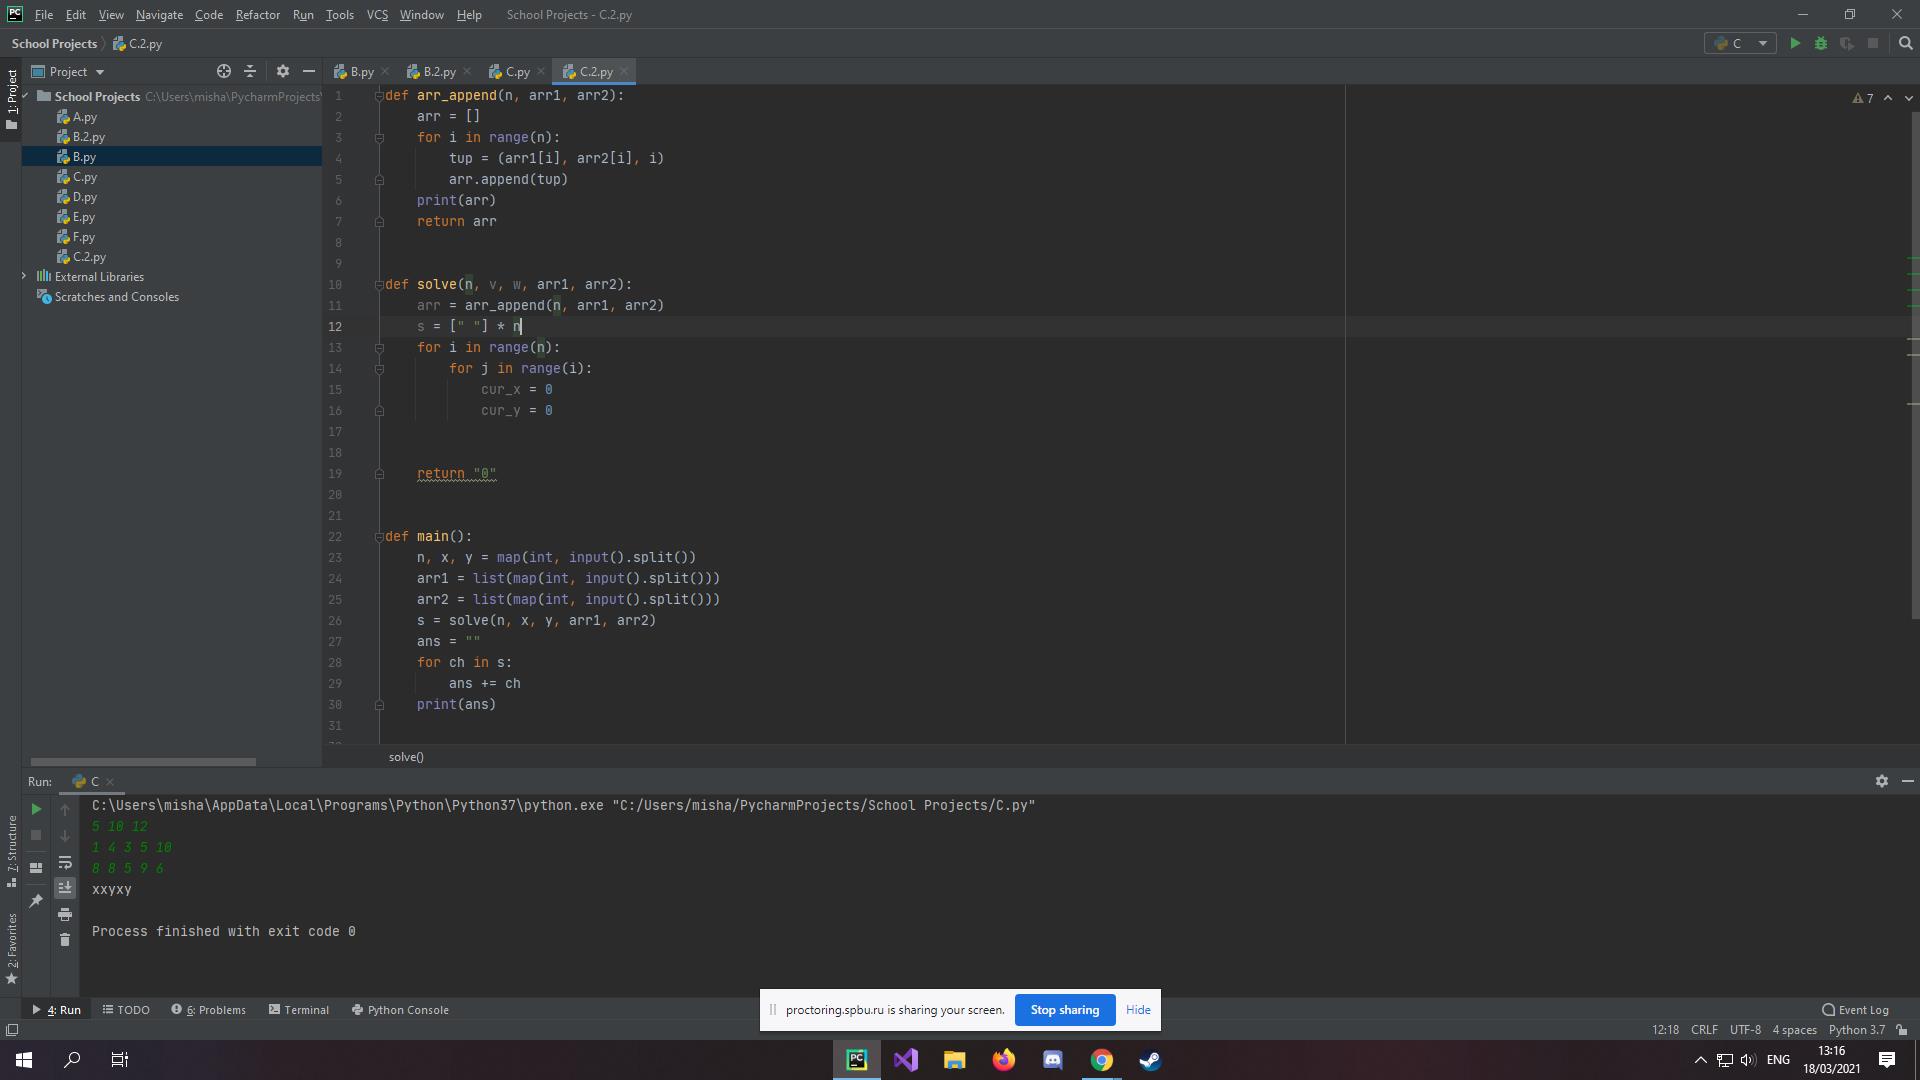 PC File Edit View Navigate Code Refactor Run Tools VCS Window Help School Projects - C.2.py
School Projects C.2.py C
Project B.py B.2.py C.py C.2.py
1: Project
School Projects C:\Users\misha\PycharmProjects\
A.py
B.2.py
B.py
C.py
D.py
E.py
F.py
C.2.py
External Libraries
Scratches and Consoles
7
1 def arr_append(n, arr1, arr2):
2 arr = []
3 for i in range(n):
4 tup = (arr1[i], arr2[i], i)
5 arr.append(tup)
6 print(arr)
7 return arr
8
9
10 def solve(n, v, w, arr1, arr2):
11 arr = arr_append(n, arr1, arr2)
12 s = [" "] * n
13 for i in range(n):
14 for j in range(i):
15 cur_x = 0
16 cur_y = 0
17
18
19 return "0"
20
21
22 def main():
23 n, x, y = map(int, input().split())
24 arr1 = list(map(int, input().split()))
25 arr2 = list(map(int, input().split()))
26 s = solve(n, x, y, arr1, arr2)
27 ans = ""
28 for ch in s:
29 ans += ch
30 print(ans)
31
solve()
Run: C
C:\Users\misha\AppData\Local\Programs\Python\Python37\python.exe "C:/Users/misha/PycharmProjects/School Projects/C.py"
5 10 12
1 4 3 5 10
8 8 5 9 6
xxyxy
Process finished with exit code 0
7: Structure
2: Favorites
proctoring.spbu.ru is sharing your screen. Stop sharing Hide
4: Run TODO 6: Problems Terminal Python Console Event Log
12:18 CRLF UTF-8 4 spaces Python 3.7
PC ENG 13:16
18/03/2021